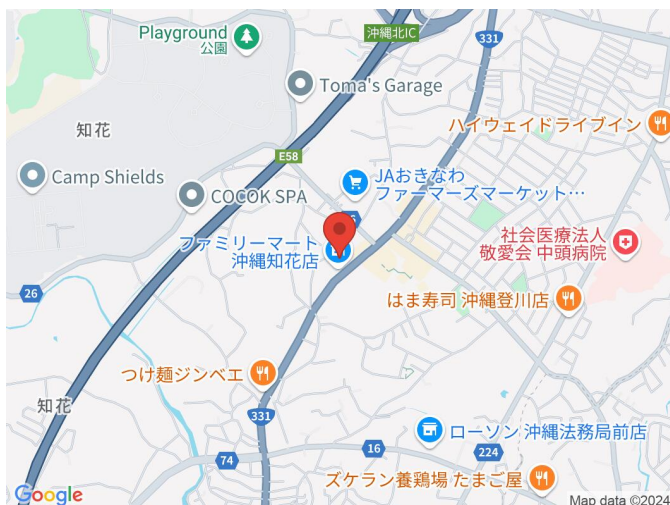 Playground
公園
沖縄北IC
331
Toma's Garage
知花
ハイウェイドライブイン
E58
Camp Shields
COCOK SPA
JAおきなわ
ファーマーズマーケット…
ファミリーマート
沖縄知花店
社会医療法人
敬愛会 中頭病院
26
はま寿司 沖縄登川店
つけ麺ジンベエ
知花
331
ローソン 沖縄法務局前店
16
74
224
ズケラン養鶏場 たまご屋
Google
Map data ©2024